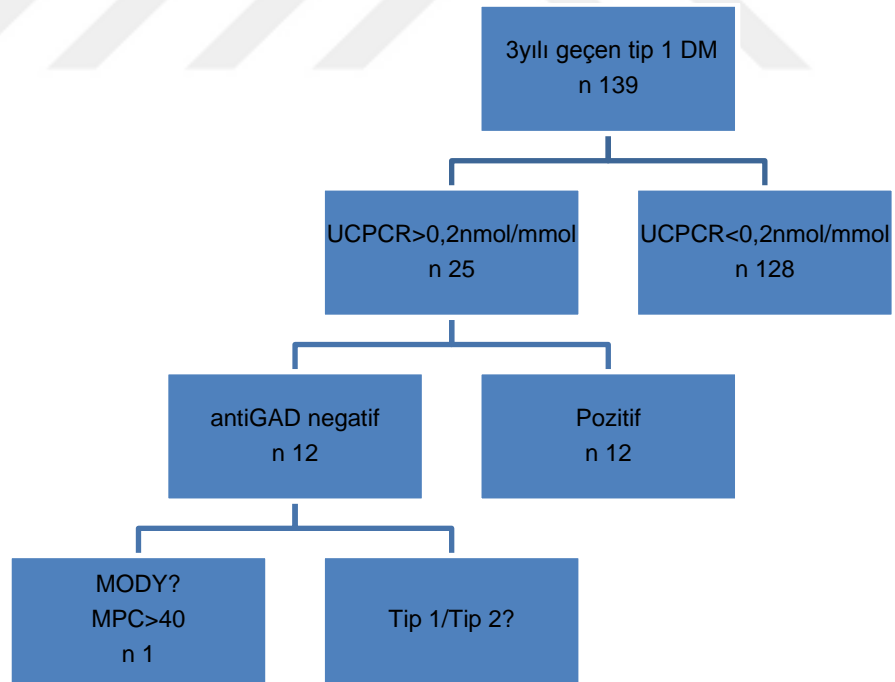 3yılı geçen tip 1 DM
n 139
UCPCR>0,2nmol/mmol
n 25
UCPCR<0,2nmol/mmol
n 128
antiGAD negatif
n 12
Pozitif
n 12
MODY?
MPC>40
n 1
Tip 1/Tip 2?